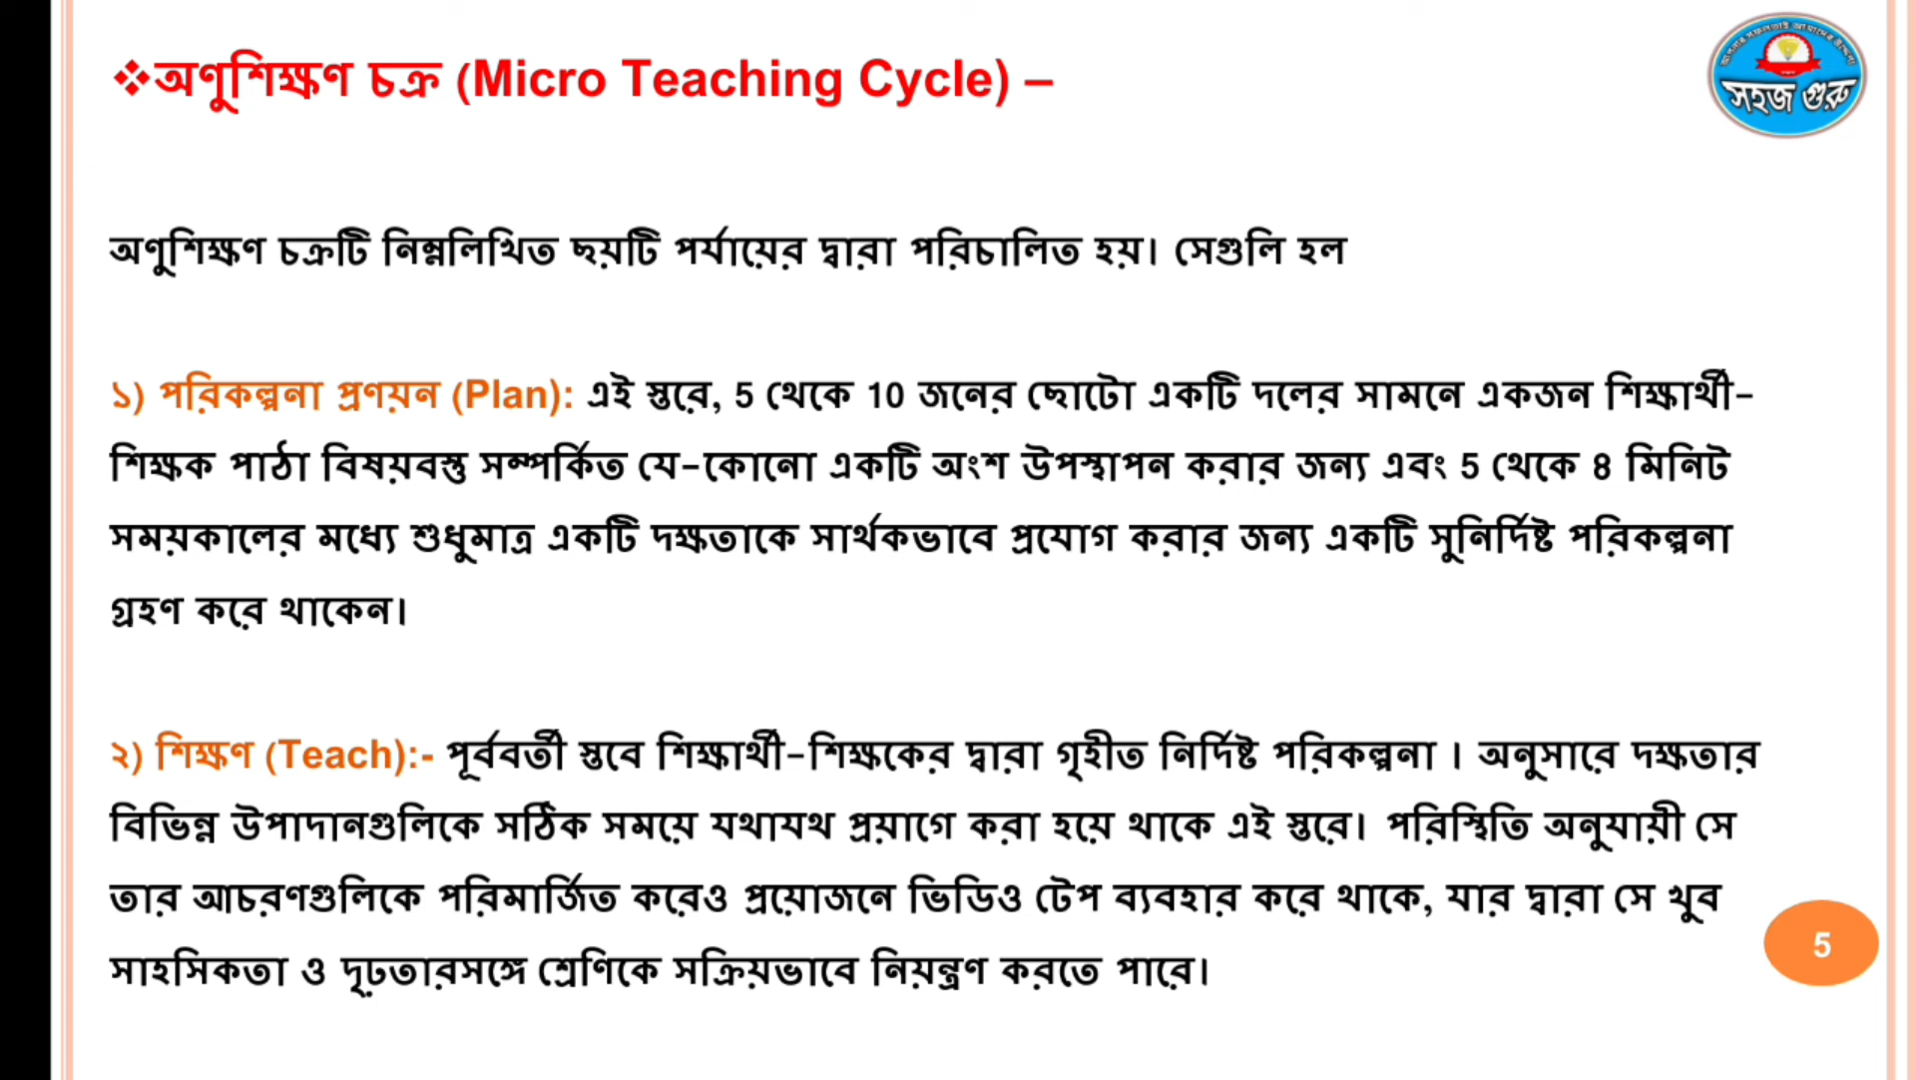 ❖অণুশিক্ষণ চক্র (Micro Teaching Cycle) –
সহজ গুরু
অণুশিক্ষণ চক্রটি নিম্নলিখিত ছয়টি পর্যায়ের দ্বারা পরিচালিত হয়। সেগুলি হল
১) পরিকল্পনা প্রণয়ন (Plan): এই স্তরে, 5 থেকে 10 জনের ছোটো একটি দলের সামনে একজন শিক্ষার্থী-
শিক্ষক পাঠা বিষয়বস্তু সম্পর্কিত যে-কোনো একটি অংশ উপস্থাপন করার জন্য এবং 5 থেকে 8 মিনিট
সময়কালের মধ্যে শুধুমাত্র একটি দক্ষতাকে সার্থকভাবে প্রযোগ করার জন্য একটি সুনির্দিষ্ট পরিকল্পনা
গ্রহণ করে থাকেন।
২) শিক্ষণ (Teach):- পূর্ববর্তী স্তবে শিক্ষার্থী-শিক্ষকের দ্বারা গৃহীত নির্দিষ্ট পরিকল্পনা । অনুসারে দক্ষতার
বিভিন্ন উপাদানগুলিকে সঠিক সময়ে যথাযথ প্রয়াগে করা হয়ে থাকে এই স্তরে। পরিস্থিতি অনুযায়ী সে
তার আচরণগুলিকে পরিমার্জিত করেও প্রয়োজনে ভিডিও টেপ ব্যবহার করে থাকে, যার দ্বারা সে খুব
সাহসিকতা ও দৃঢ়তারসঙ্গে শ্রেণিকে সক্রিয়ভাবে নিয়ন্ত্রণ করতে পারে।
5